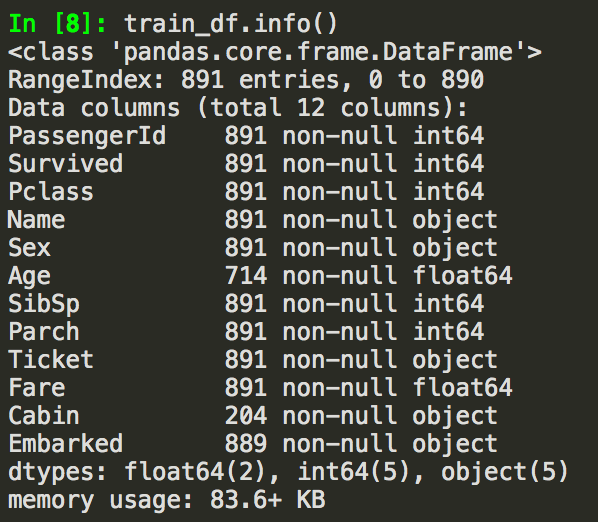 In [8]: train_df.info()
<class 'pandas.core.frame.DataFrame'>
RangeIndex: 891 entries, 0 to 890
Data columns (total 12 columns):
PassengerId    891 non-null int64
Survived       891 non-null int64
Pclass         891 non-null int64
Name           891 non-null object
Sex            891 non-null object
Age            714 non-null float64
SibSp          891 non-null int64
Parch          891 non-null int64
Ticket         891 non-null object
Fare           891 non-null float64
Cabin          204 non-null object
Embarked       889 non-null object
dtypes: float64(2), int64(5), object(5)
memory usage: 83.6+ KB